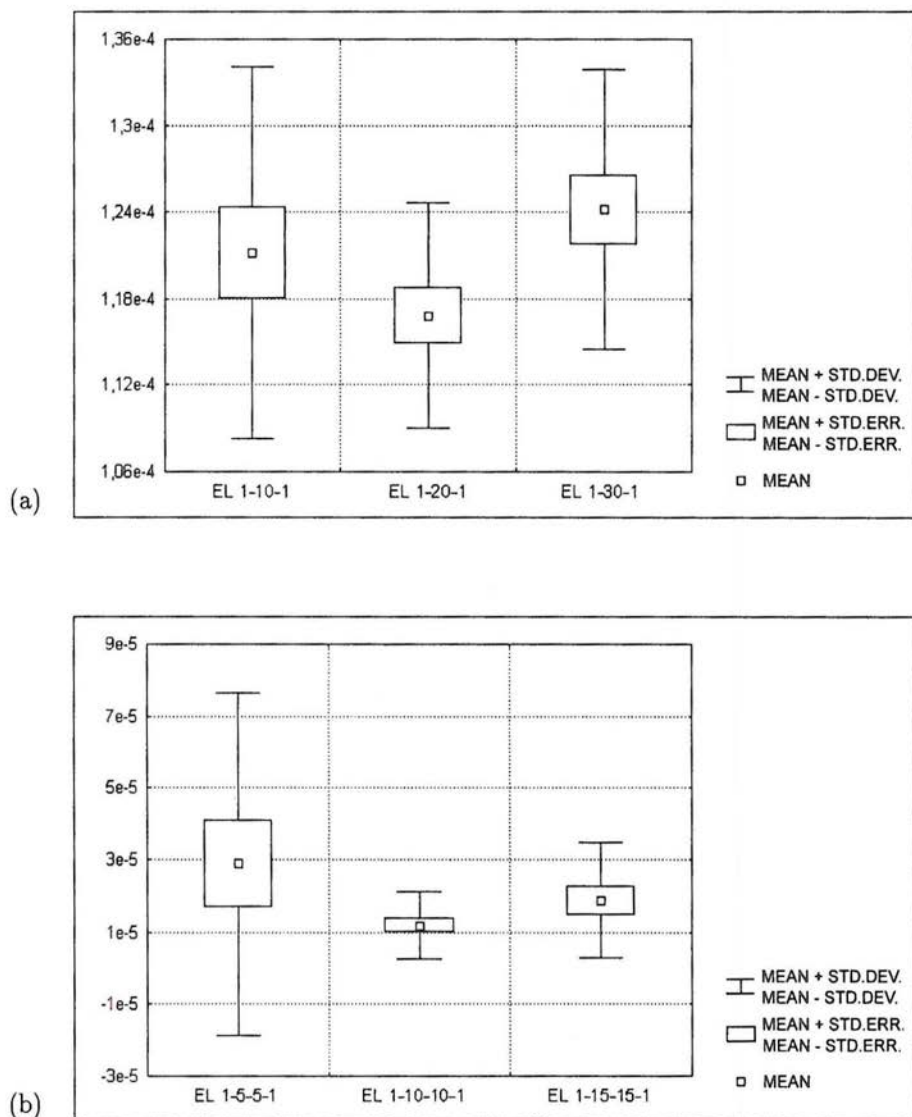 1,36e-4
1,3e-4
1,24e-4
1,18e-4
1,12e-4
1,06e-4
EL 1-10-1 EL 1-20-1 EL 1-30-1
MEAN + STD.DEV.
MEAN - STD.DEV.
MEAN + STD.ERR.
MEAN - STD.ERR.
MEAN
(a)
9e-5
7e-5
5e-5
3e-5
1e-5
-1e-5
-3e-5
EL 1-5-5-1 EL 1-10-10-1 EL 1-15-15-1
MEAN + STD.DEV.
MEAN - STD.DEV.
MEAN + STD.ERR.
MEAN - STD.ERR.
MEAN
(b)